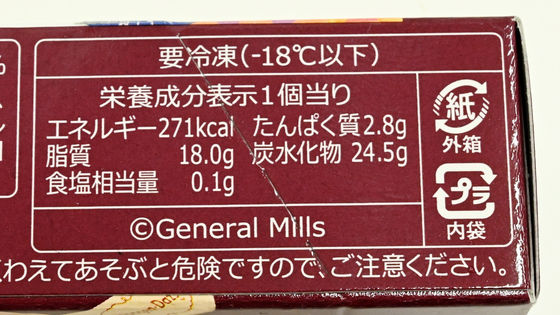 要冷凍(-18℃以下)
栄養成分表示1個当り
エネルギー271kcal たんぱく質2.8g
脂質 18.0g 炭水化物 24.5g
食塩相当量 0.1g
紙
外箱
プラ
内袋
©General Mills
わえてあそぶと危険ですので、ご注意ください。